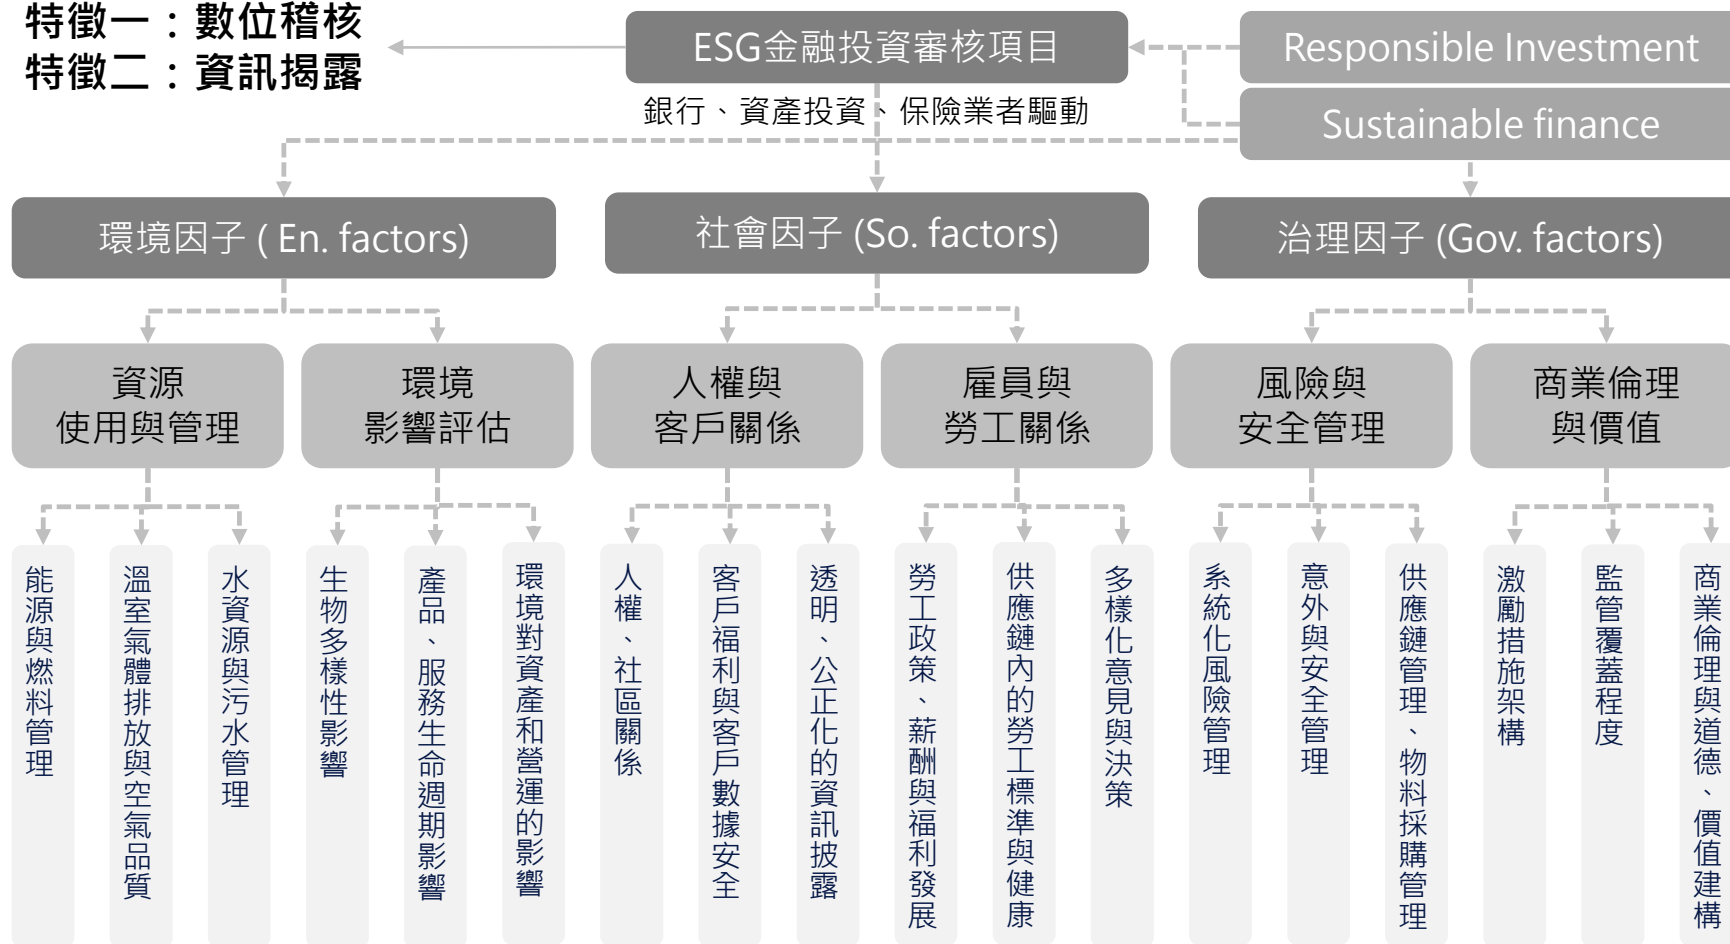 特徵一：數位稽核
特徵二：資訊揭露
ESG金融投資審核項目
Responsible Investment
銀行、資產投資、保險業者驅動
Sustainable finance
環境因子 ( En. factors)
社會因子 (So. factors)
治理因子 (Gov. factors)
資源
使用與管理
環境
影響評估
人權與
客戶關係
雇員與
勞工關係
風險與
安全管理
商業倫理
與價值
能源與燃料管理
溫室氣體排放與空氣品質
水資源與污水管理
生物多樣性影響
產品、服務生命週期影響
環境對資產和營運的影響
人權、社區關係
客戶福利與客戶數據安全
透明、公正化的資訊披露
勞工政策、薪酬與福利發展
供應鏈內的勞工標準與健康
多樣化意見與決策
系統化風險管理
意外與安全管理
供應鏈管理、物料採購管理
激勵措施架構
監管覆蓋程度
商業倫理與道德、價值建構